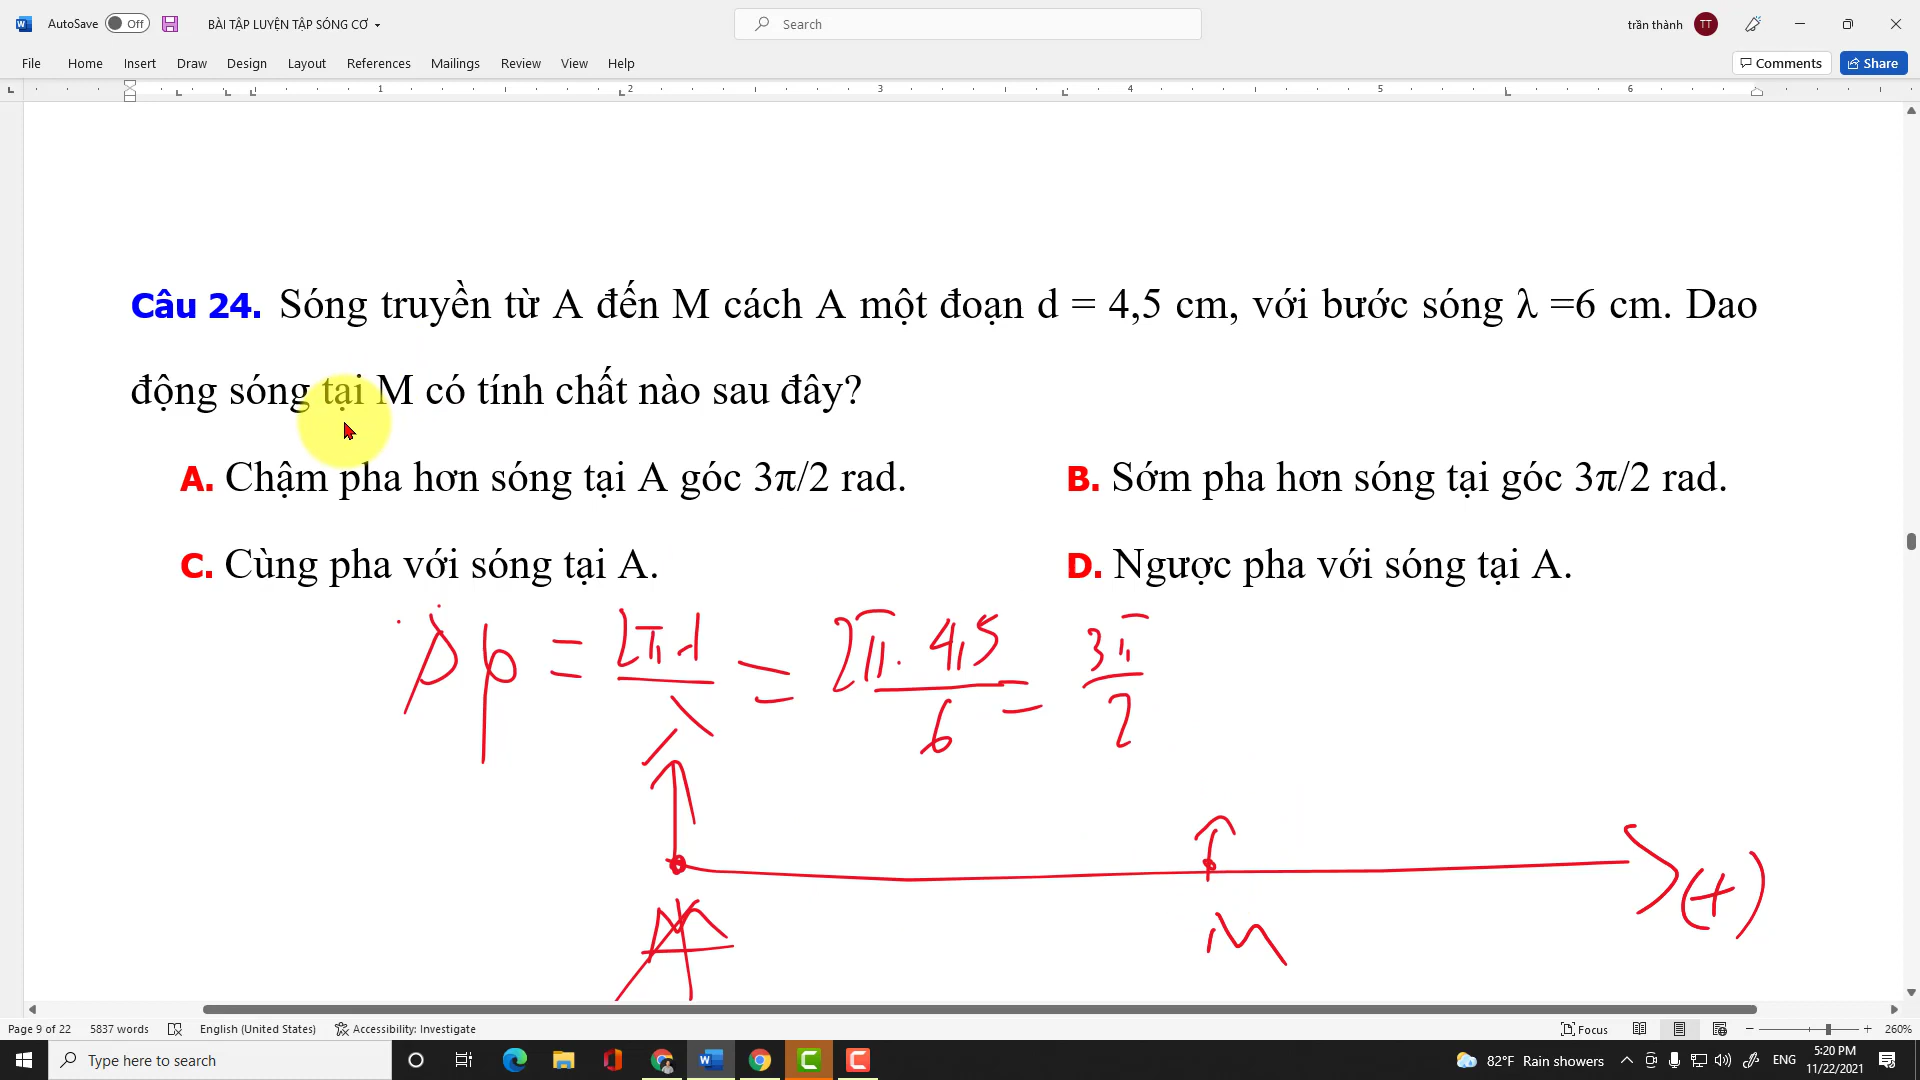 AutoSave Off BÀI TẬP LUYỆN TẬP SÓNG CƠ Search trần thành TT
File Home Insert Draw Design Layout References Mailings Review View Help Comments Share
1 2 3 4 5 6
Câu 24. Sóng truyền từ A đến M cách A một đoạn d = 4,5 cm, với bước sóng λ =6 cm. Dao
động sóng tại M có tính chất nào sau đây?
A. Chậm pha hơn sóng tại A góc 3π/2 rad. B. Sớm pha hơn sóng tại góc 3π/2 rad.
C. Cùng pha với sóng tại A. D. Ngược pha với sóng tại A.
Δφ = 2πd/λ = 2π.4,5/6 = 3π/2
(+)
A M
Page 9 of 22 5837 words English (United States) Accessibility: Investigate Focus 260%
Type here to search 82°F Rain showers ENG 5:20 PM
11/22/2021